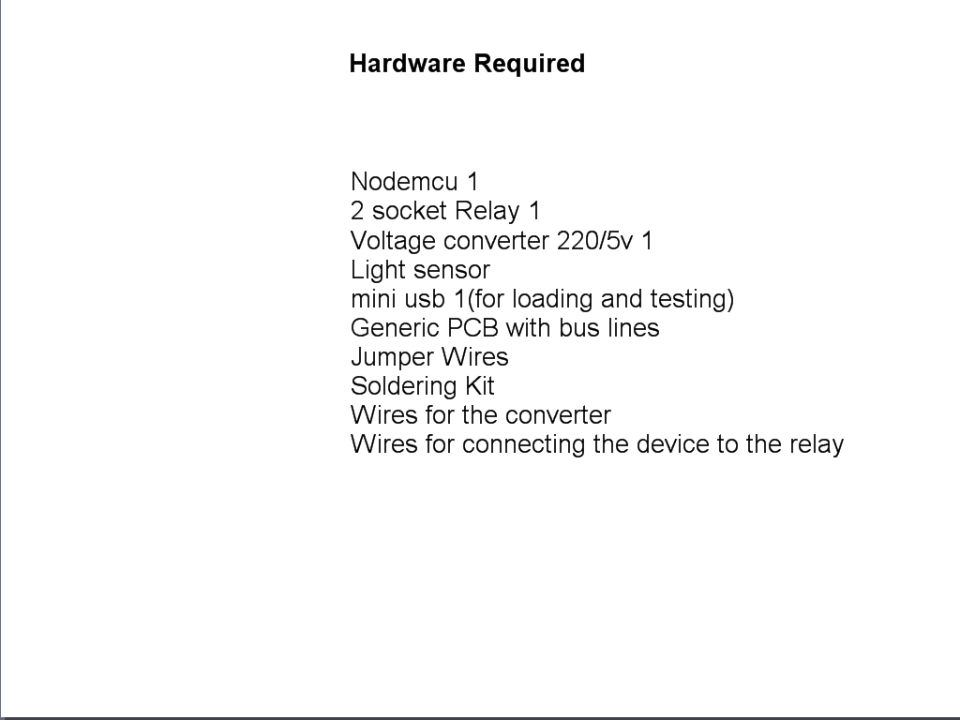 Hardware Required
Nodemcu 1
2 socket Relay 1
Voltage converter 220/5v 1
Light sensor
mini usb 1(for loading and testing)
Generic PCB with bus lines
Jumper Wires
Soldering Kit
Wires for the converter
Wires for connecting the device to the relay